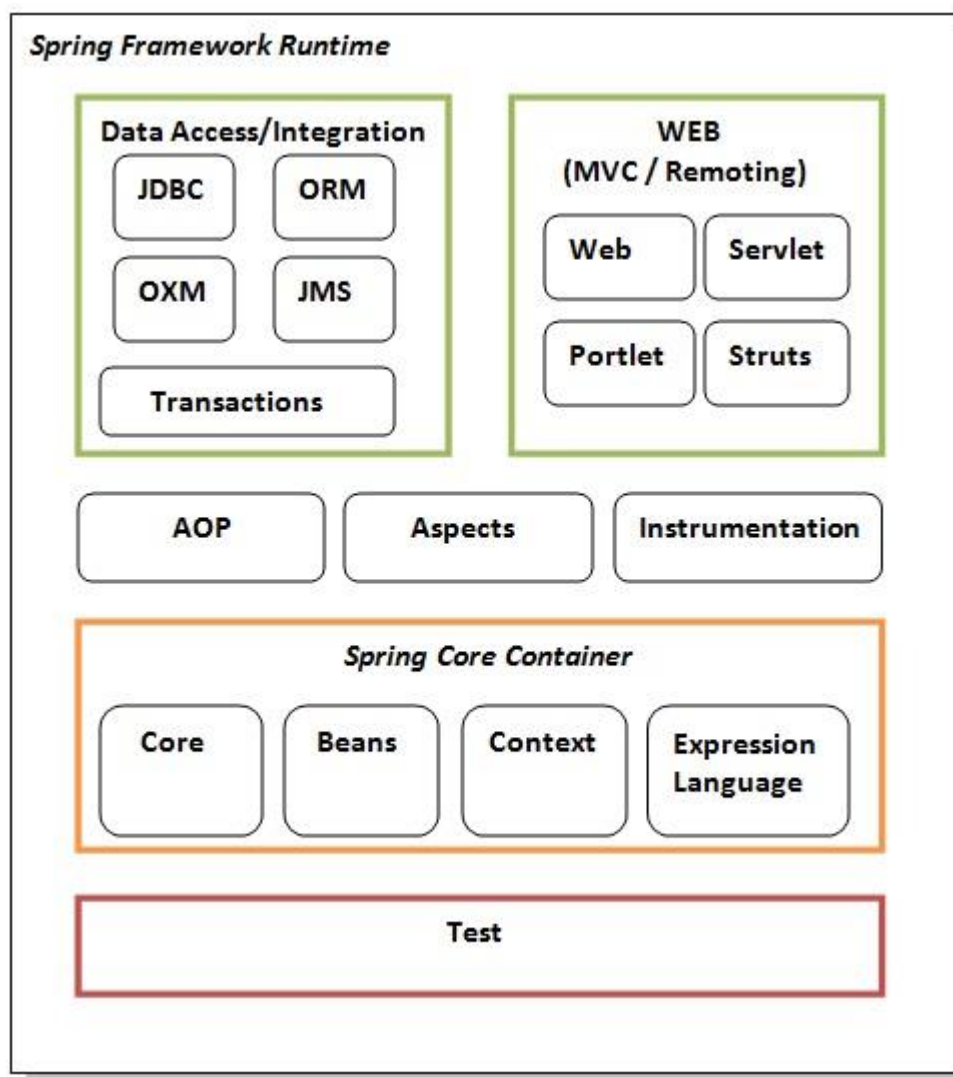 Spring Framework Runtime
Data Access/Integration
JDBC
ORM
OXM
JMS
Transactions
WEB
(MVC / Remoting)
Web
Servlet
Portlet
Struts
AOP
Aspects
Instrumentation
Spring Core Container
Core
Beans
Context
Expression
Language
Test